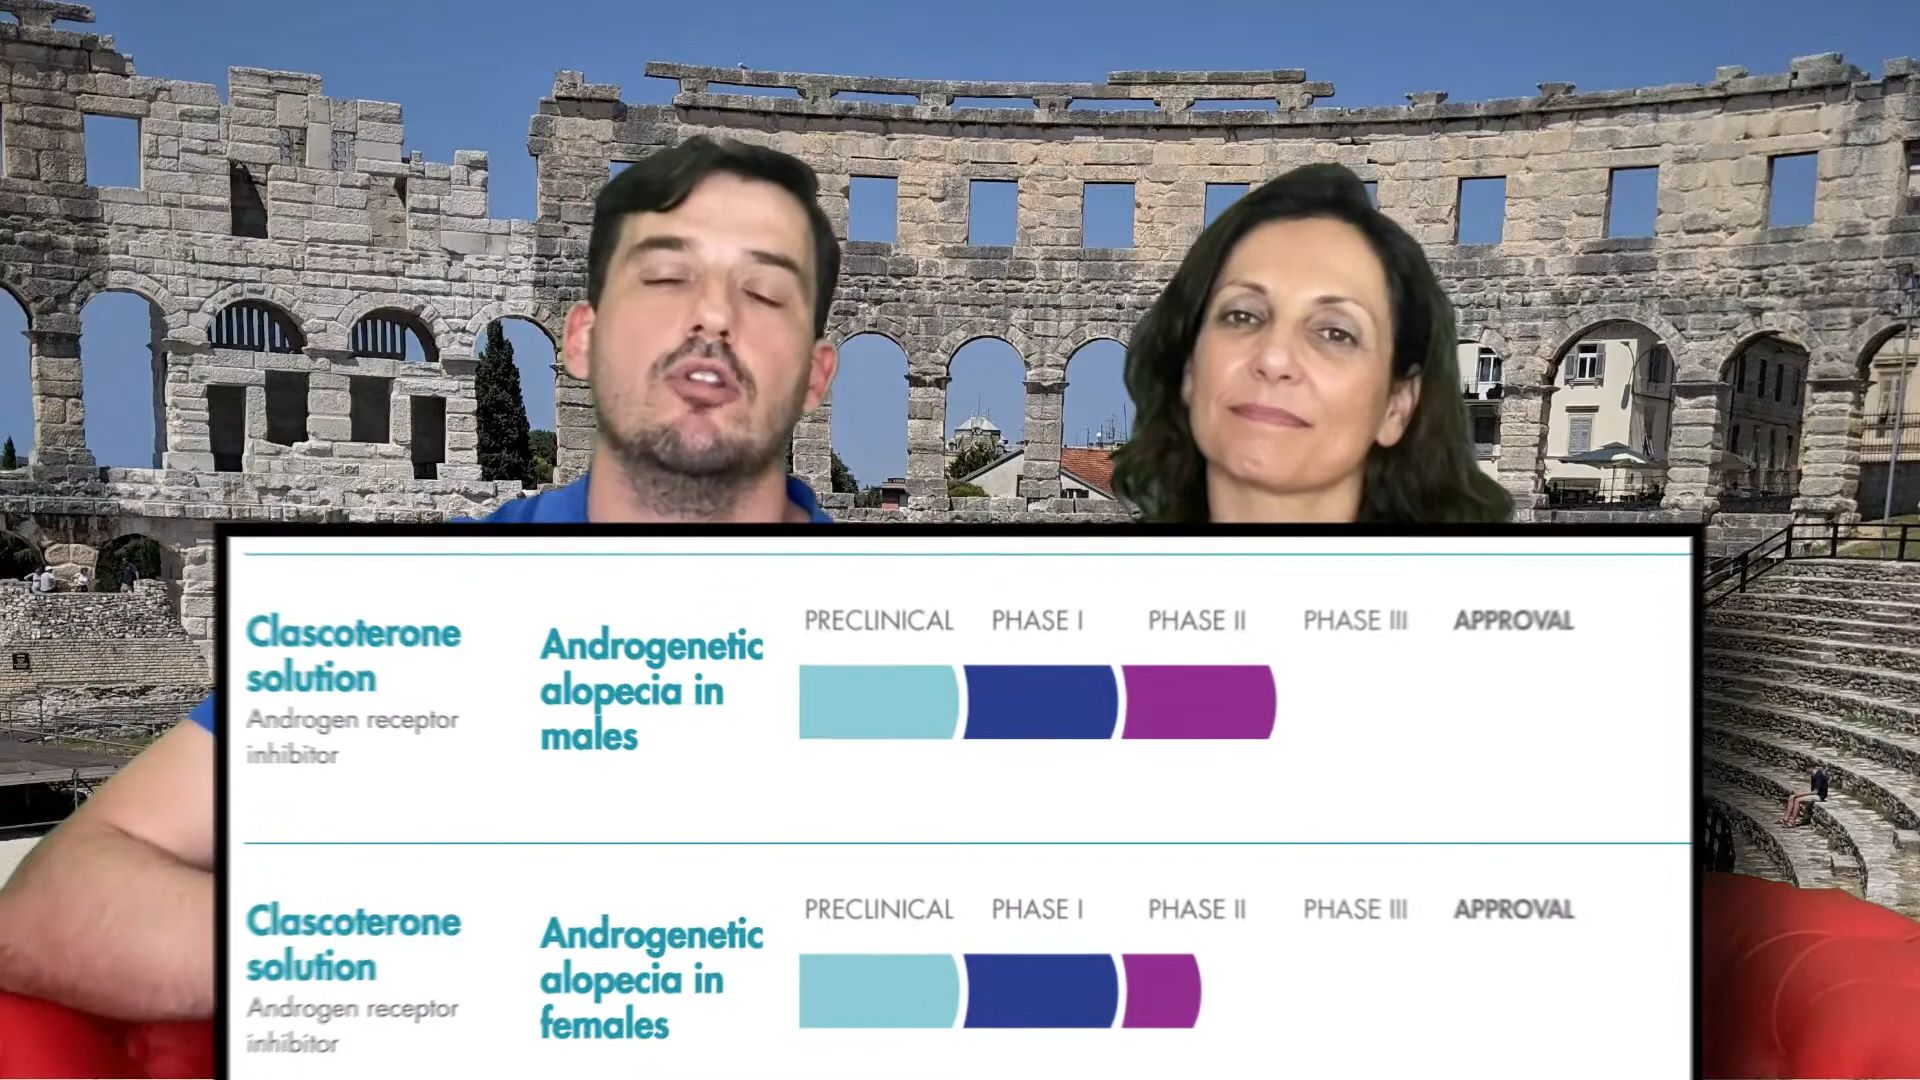 Clascoterone
solution
Androgen receptor
inhibitor
Androgenetic
alopecia in
males
PRECLINICAL PHASE I PHASE II PHASE III APPROVAL
Clascoterone
solution
Androgen receptor
inhibitor
Androgenetic
alopecia in
females
PRECLINICAL PHASE I PHASE II PHASE III APPROVAL